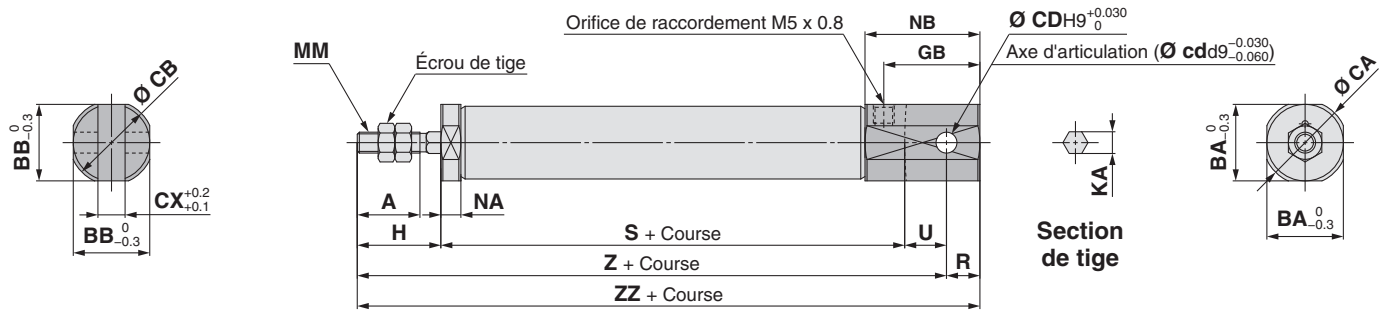 Ø CB
BB 0 -0.3
CX +0.2 +0.1
BB 0 -0.3
MM
Écrou de tige
Orifice de raccordement M5 x 0.8
NB
GB
Ø CDH9 +0.030 0
Axe d'articulation (Ø cdd9 -0.030 -0.060)
A
NA
H
S + Course
U
Z + Course
R
ZZ + Course
KA
Section
de tige
Ø CA
BA 0 -0.3
BA 0 -0.3